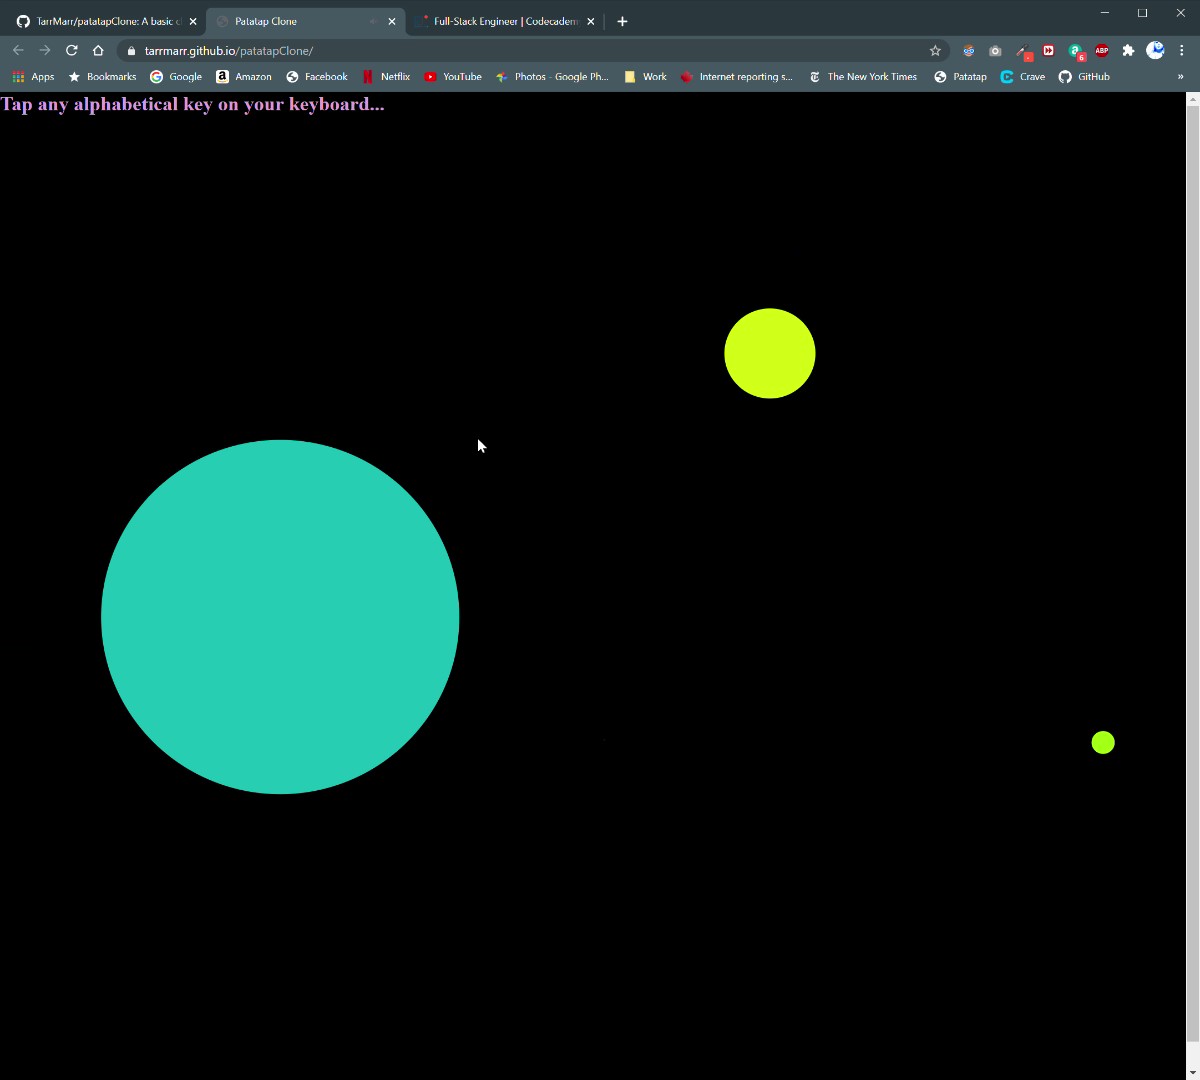 TarrMarr/patatapClone: A basic c
Patatap Clone
Full-Stack Engineer | Codecadem
tarrmarr.github.io/patatapClone/
6
ABP
Apps Bookmarks Google Amazon Facebook Netflix YouTube Photos - Google Ph... Work Internet reporting s... The New York Times Patatap Crave GitHub »
Tap any alphabetical key on your keyboard...